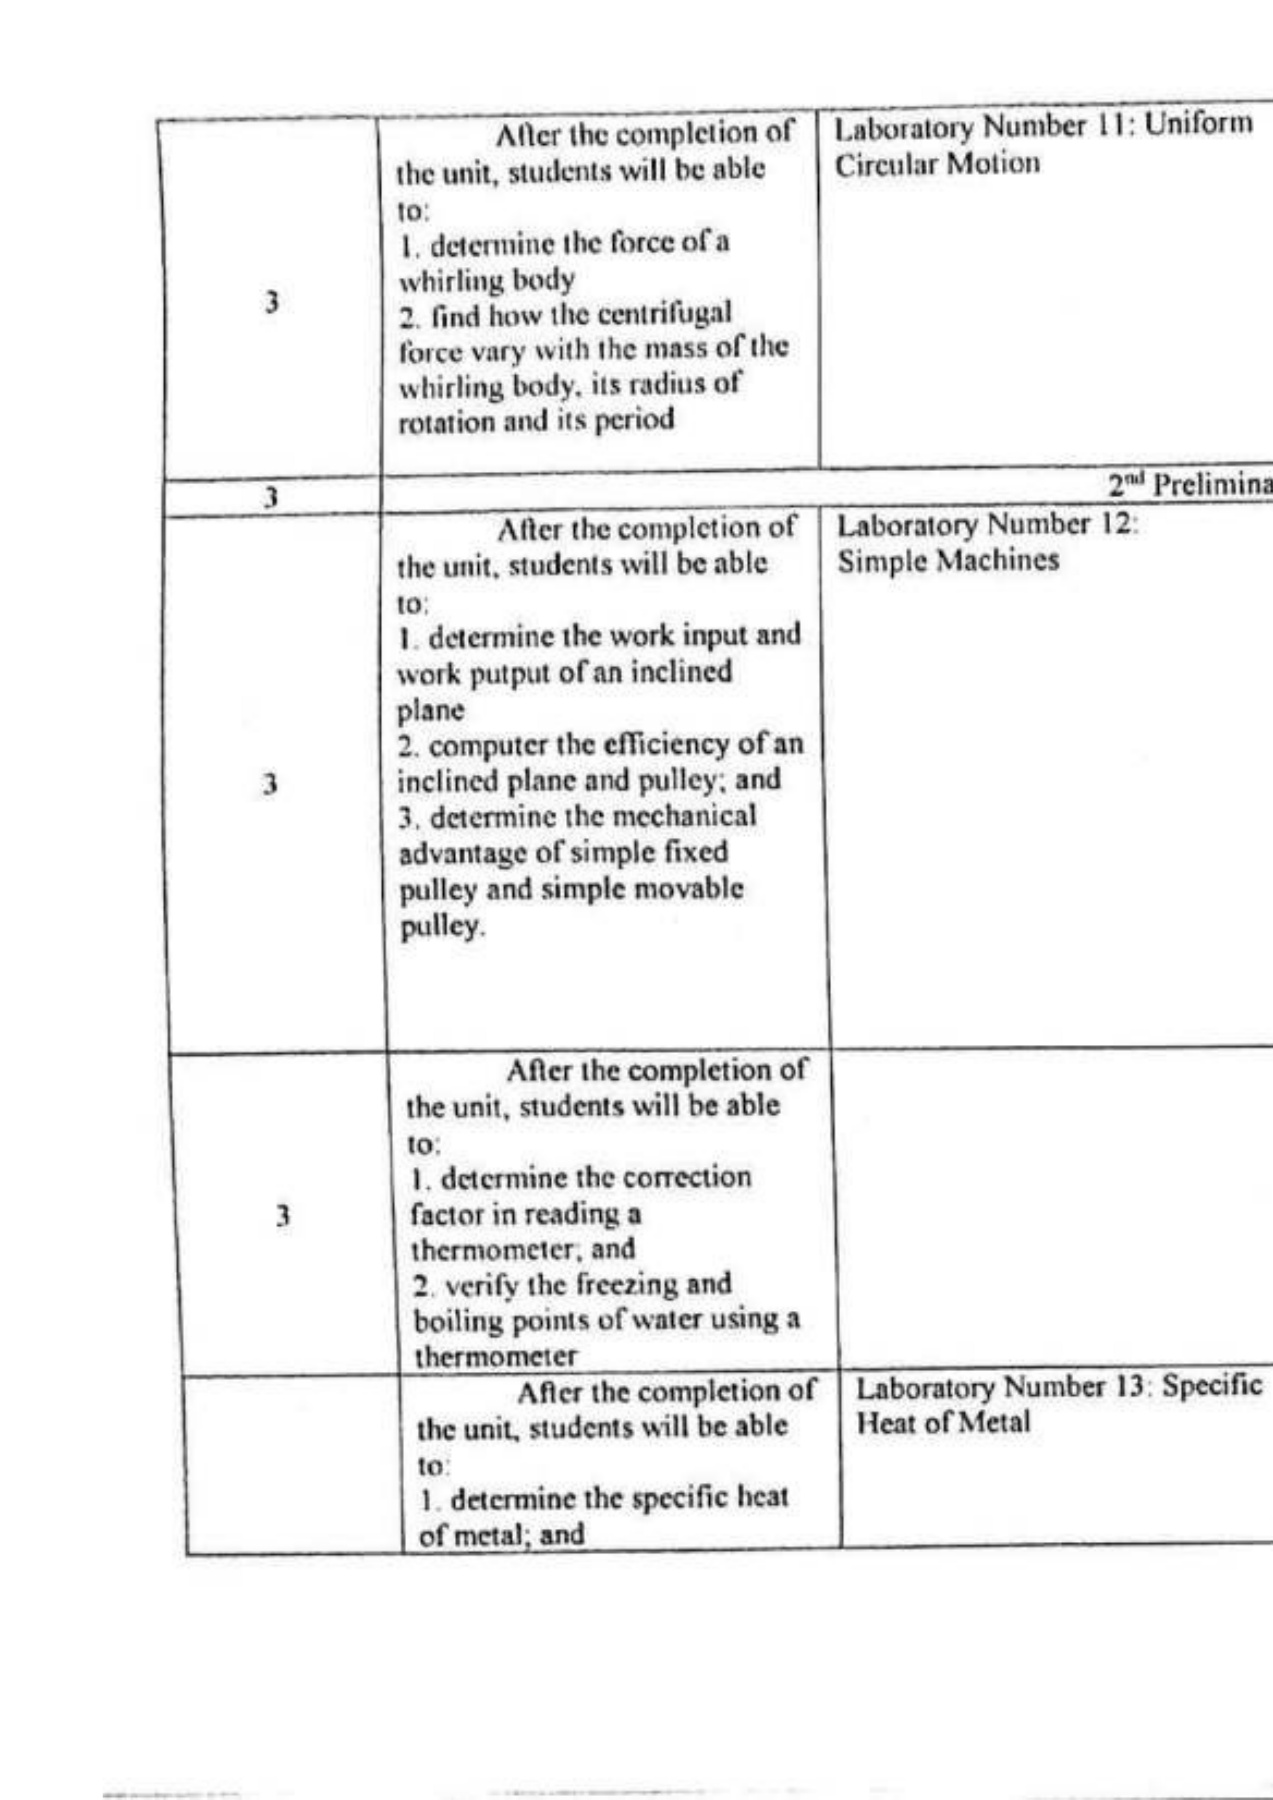 After the completion of
the unit, students will be able
to:
1. determine the force of a
whirling body
2. find how the centrifugal
force vary with the mass of the
whirling body, its radius of
rotation and its period
Laboratory Number 11: Uniform
Circular Motion
3
3
2nd Prelimina
After the completion of
the unit, students will be able
to:
1. determine the work input and
work putput of an inclined
plane
2. computer the efficiency of an
inclined plane and pulley; and
3. determine the mechanical
advantage of simple fixed
pulley and simple movable
pulley.
Laboratory Number 12:
Simple Machines
3
After the completion of
the unit, students will be able
to:
1. determine the correction
factor in reading a
thermometer; and
2. verify the freezing and
boiling points of water using a
thermometer
3
After the completion of
the unit, students will be able
to:
1. determine the specific heat
of metal; and
Laboratory Number 13: Specific
Heat of Metal